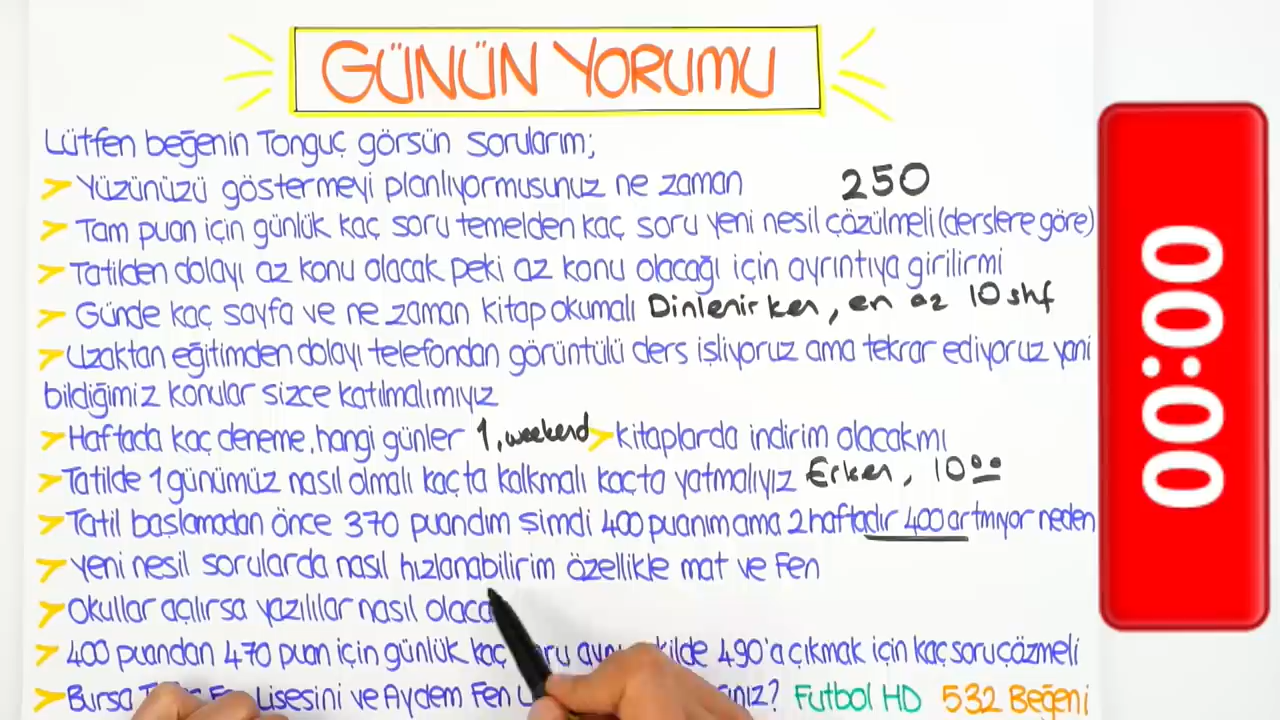 GÜNÜN YORUMU
Lütfen beğenin Tonguç görsün sorularım;
➤ Yüzünüzü göstermeyi planlıyormusunuz ne zaman 250
➤ Tam puan için günlük kaç soru temelden kaç soru yeni nesil çözülmeli (derslere göre)
➤ Tatilden dolayı az konu olacak peki az konu olacağı için ayrıntıya girilirmi
➤ Günde kaç sayfa ve ne zaman kitap okumalı Dinlenirken, en az 10 shf
➤ Uzaktan eğitimden dolayı telefondan görüntülü ders işliyoruz ama tekrar ediyoruz yani
bildiğimiz konular sizce katılmalımıyız
➤ Haftada kaç deneme, hangi günler 1, weekend ➤ kitaplarda indirim olacakmı
➤ Tatilde 1 günümüz nasıl olmalı kaçta kalkmalı kaçta yatmalıyız Erken, 10 00
➤ Tatil başlamadan önce 370 puandım şimdi 400 puanım ama 2 haftadır 400 artmıyor neden
➤ Yeni nesil sorularda nasıl hızlanabilirim özellikle mat ve Fen
➤ Okullar açılırsa yazılılar nasıl
➤ 400 puandan 470 puan için günlük kaç 490'a çıkmak için kaç soru çözmeli
➤ Bursa Lisesini ve Aydem Fen Futbol HD 532 Beğeni
00:00